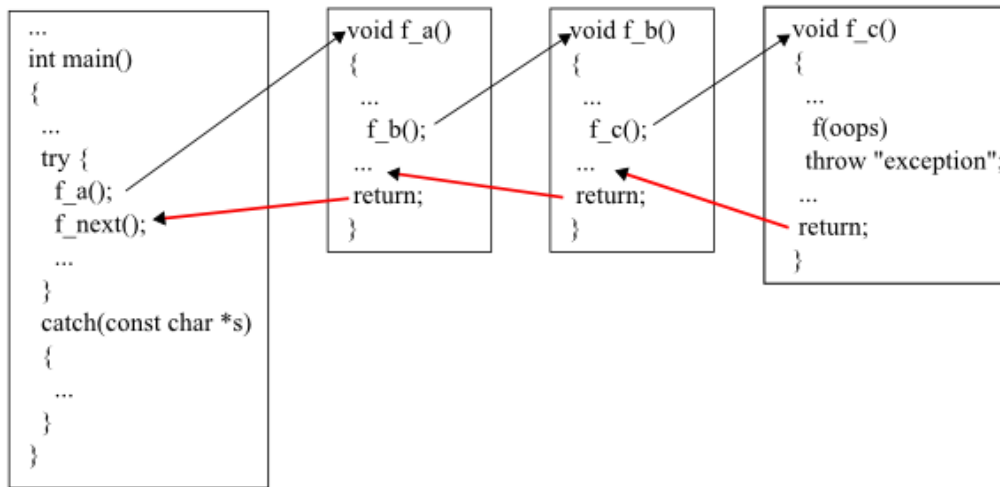 ...
int main()
{
...
try {
f_a();
f_next();
...
}
catch(const char *s)
{
...
}
}
void f_a()
{
...
f_b();
...
return;
}
void f_b()
{
...
f_c();
...
return;
}
void f_c()
{
...
f(oops)
throw "exception";
...
return;
}